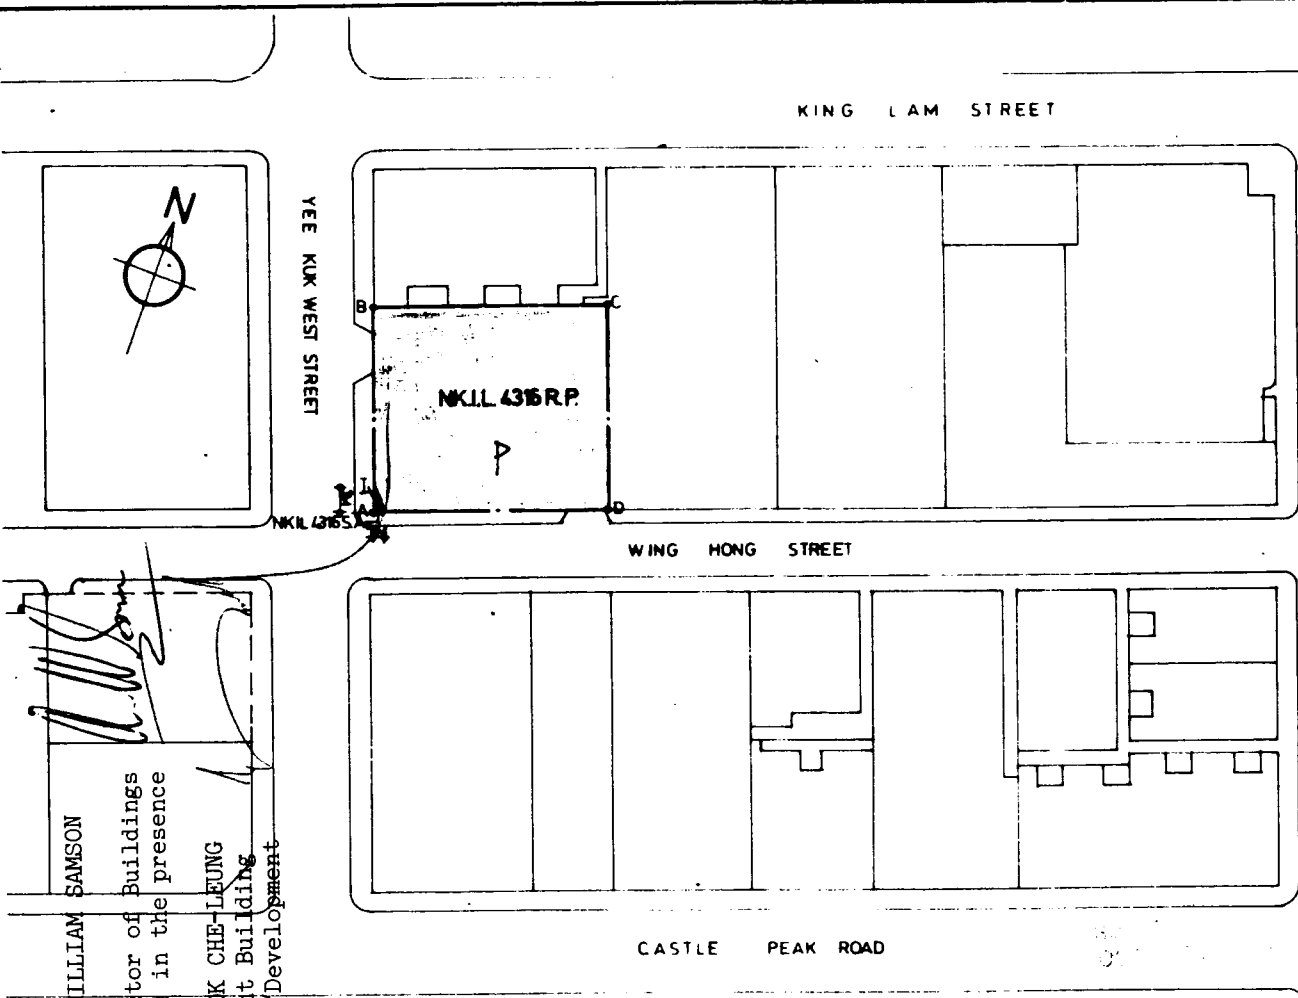 KING LAM STREET
N
YEE KUK WEST STREET
B
C
N.K.I.L. 4316 R.P.
P
I
A
D
NKIL 4316 S.A
WING HONG STREET
ILLIAM SAMSON
tor of Buildings
in the presence
K CHE-LEUNG
t Building
Development
CASTLE PEAK ROAD